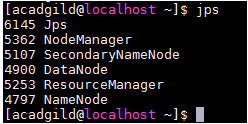 [acadgild@localhost ~]$ jps
6145 Jps
5362 NodeManager
5107 SecondaryNameNode
4900 DataNode
5253 ResourceManager
4797 NameNode
[acadgild@localhost ~]$